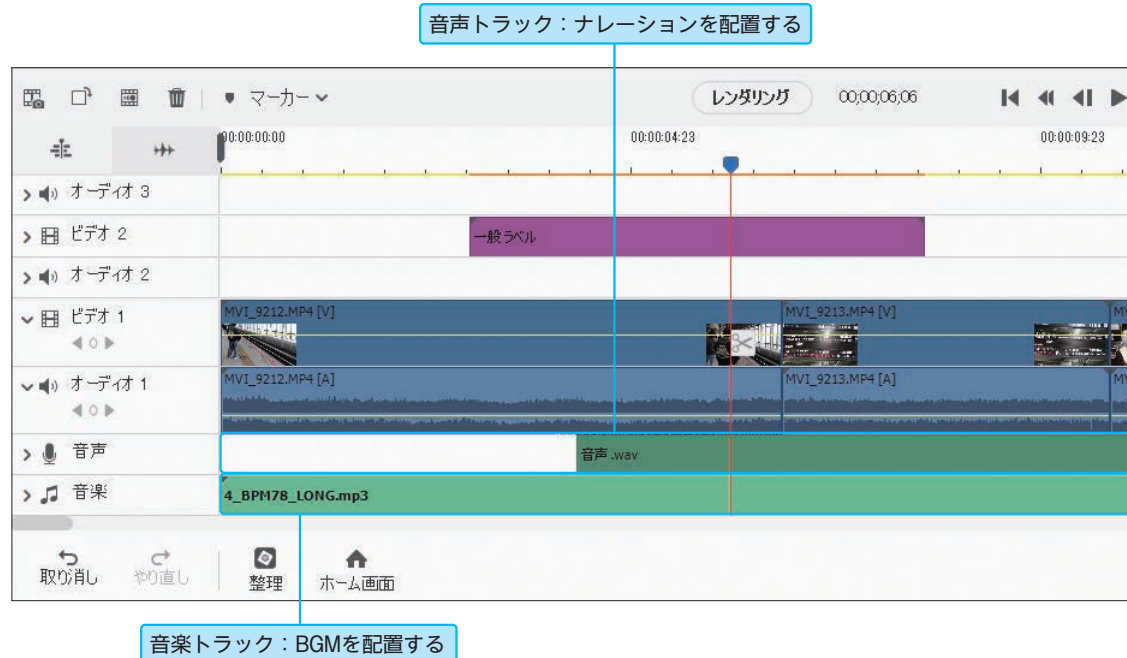 音声トラック：ナレーションを配置する
マーカー
レンダリング
00;00;06;06
00:00:00:00
00:00:04:23
00:00:09:23
オーディオ 3
ビデオ 2
一般ラベル
オーディオ 2
ビデオ 1
MVI_9212.MP4 [V]
MVI_9213.MP4 [V]
オーディオ 1
MVI_9212.MP4 [A]
MVI_9213.MP4 [A]
音声
音声.wav
音楽
4_BPM78_LONG.mp3
取り消し
やり直し
整理
ホーム画面
音楽トラック：BGMを配置する